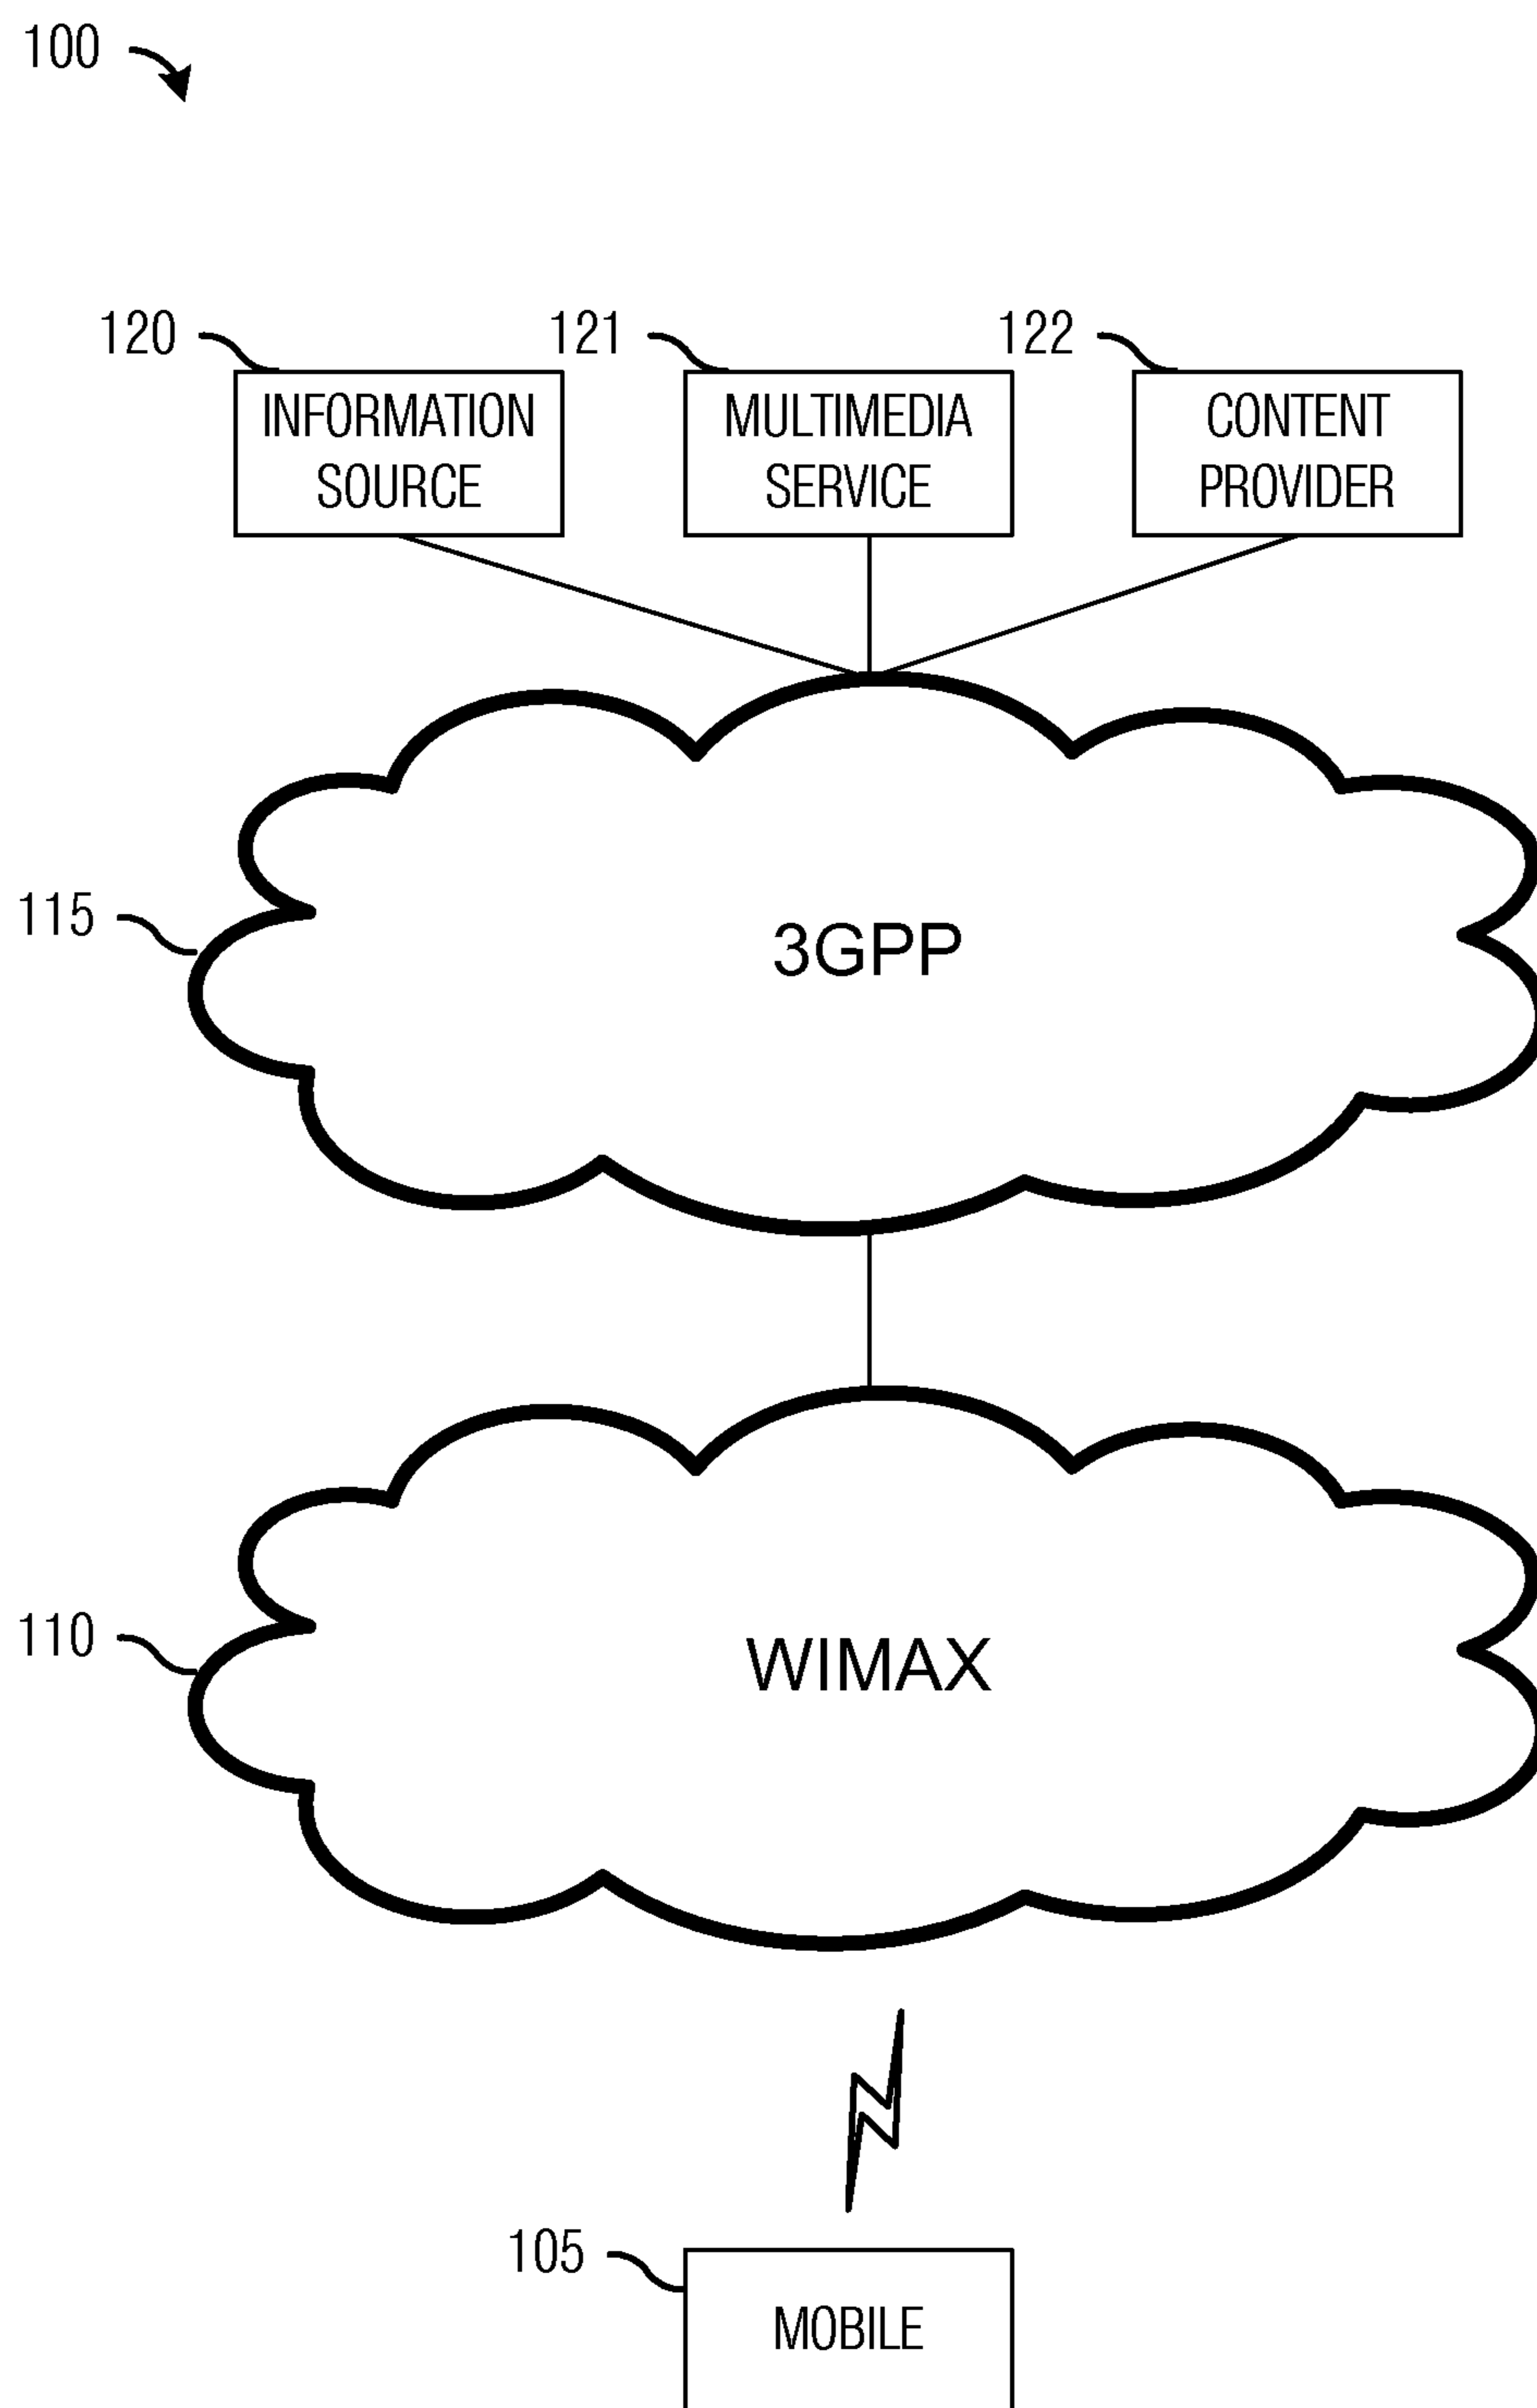 100
120
121
122
INFORMATION
SOURCE
MULTIMEDIA
SERVICE
CONTENT
PROVIDER
115
3GPP
110
WIMAX
105
MOBILE